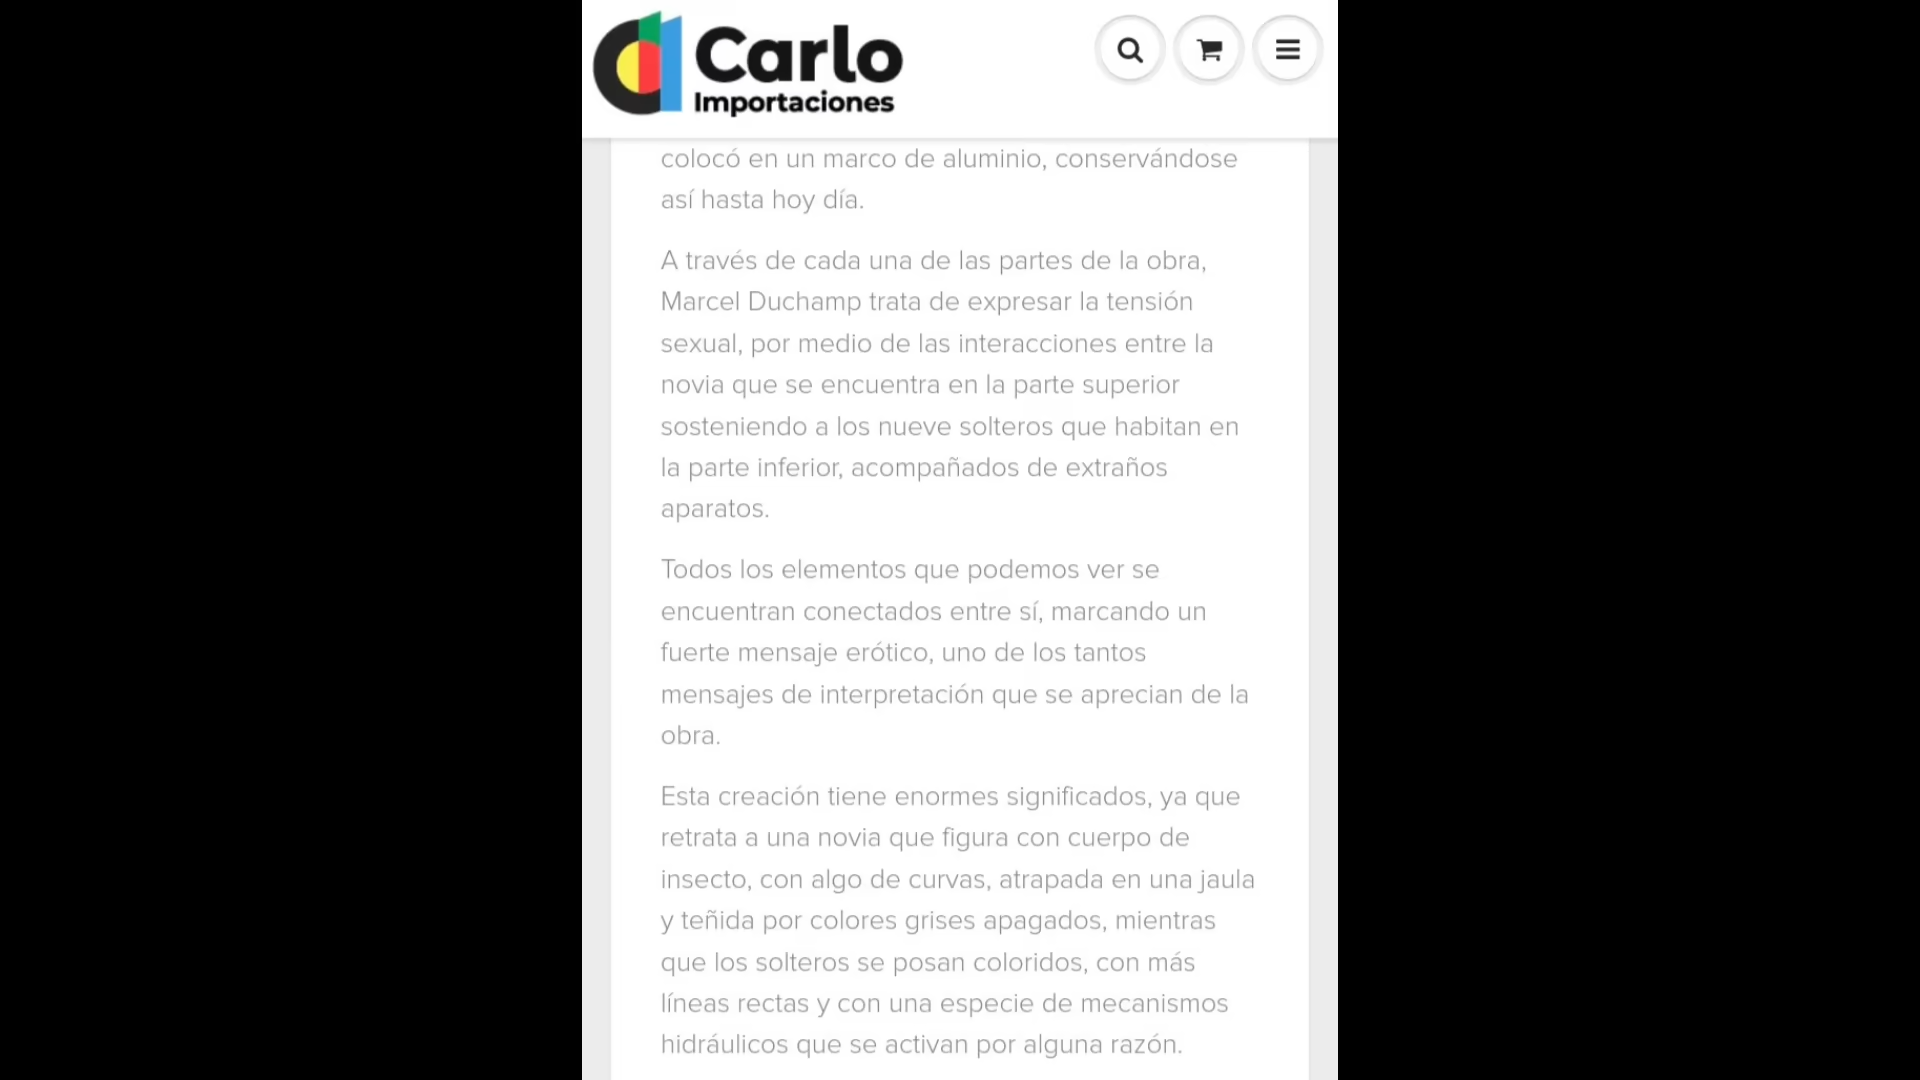 Carlo
Importaciones
colocó en un marco de aluminio, conservándose
así hasta hoy día.
A través de cada una de las partes de la obra,
Marcel Duchamp trata de expresar la tensión
sexual, por medio de las interacciones entre la
novia que se encuentra en la parte superior
sosteniendo a los nueve solteros que habitan en
la parte inferior, acompañados de extraños
aparatos.
Todos los elementos que podemos ver se
encuentran conectados entre sí, marcando un
fuerte mensaje erótico, uno de los tantos
mensajes de interpretación que se aprecian de la
obra.
Esta creación tiene enormes significados, ya que
retrata a una novia que figura con cuerpo de
insecto, con algo de curvas, atrapada en una jaula
y teñida por colores grises apagados, mientras
que los solteros se posan coloridos, con más
líneas rectas y con una especie de mecanismos
hidráulicos que se activan por alguna razón.